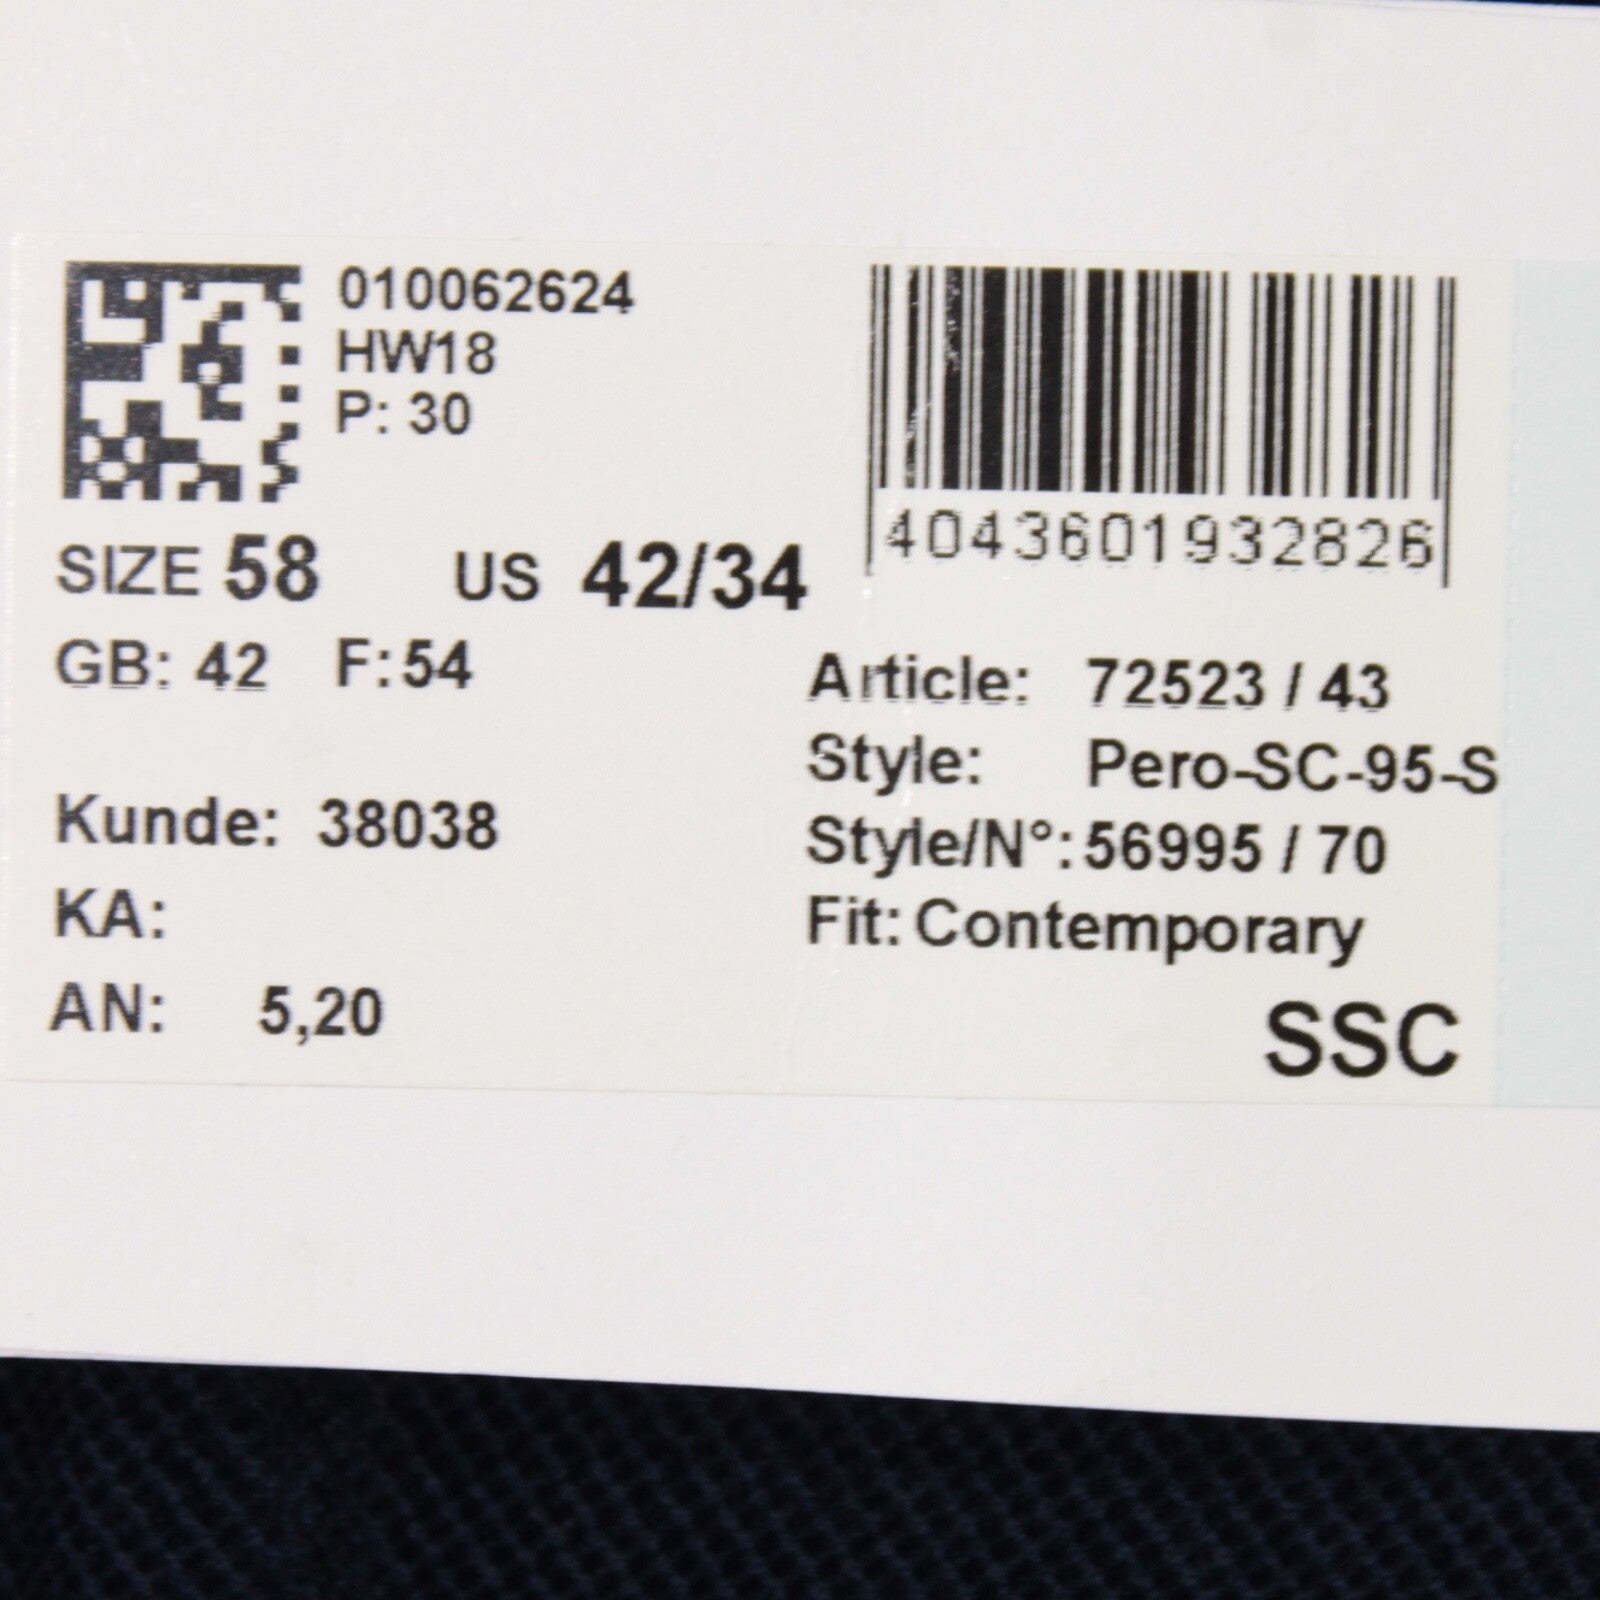 010062624
HW18
P: 30
4043601932826
SIZE 58 US 42/34
GB: 42 F: 54
Article: 72523 / 43
Style: Pero-SC-95-S
Kunde: 38038
Style/N°: 56995 / 70
KA:
Fit: Contemporary
AN: 5,20
SSC